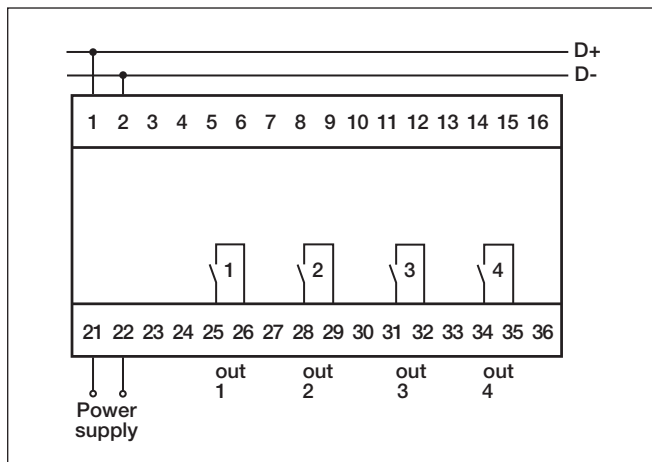 D+
D-
1 2 3 4 5 6 7 8 9 10 11 12 13 14 15 16
1 2 3 4
21 22 23 24 25 26 27 28 29 30 31 32 33 34 35 36
out out out out
1 2 3 4
Power
supply